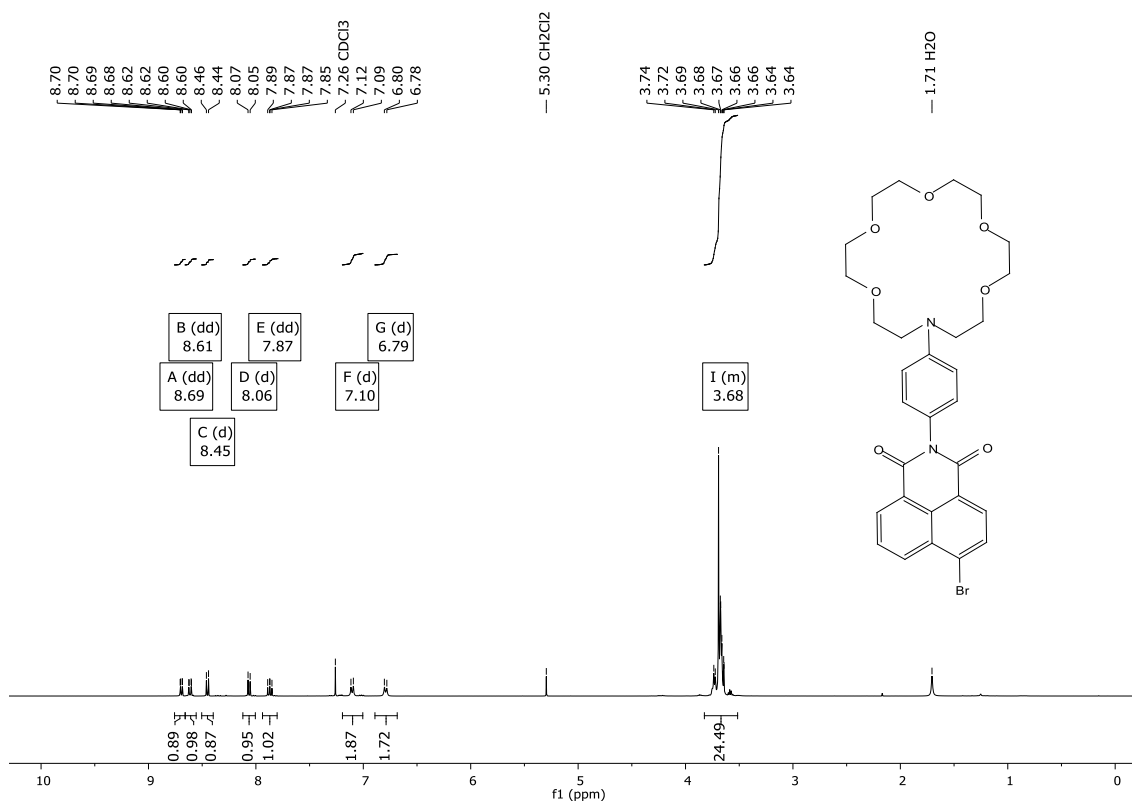 8.70
8.70
8.69
8.68
8.62
8.62
8.60
8.60
8.46
8.44
8.07
8.05
7.89
7.87
7.87
7.85
7.26 CDCl3
7.12
7.09
6.80
6.78
5.30 CH2Cl2
3.74
3.72
3.69
3.68
3.67
3.66
3.66
3.64
3.64
1.71 H2O
B (dd)
8.61
E (dd)
7.87
G (d)
6.79
A (dd)
8.69
D (d)
8.06
F (d)
7.10
I (m)
3.68
C (d)
8.45
O
O
O
O
O
N
O
N
O
Br
0.89
0.98
0.87
0.95
1.02
1.87
1.72
24.49
10
9
8
7
6
5
4
3
2
1
0
f1 (ppm)